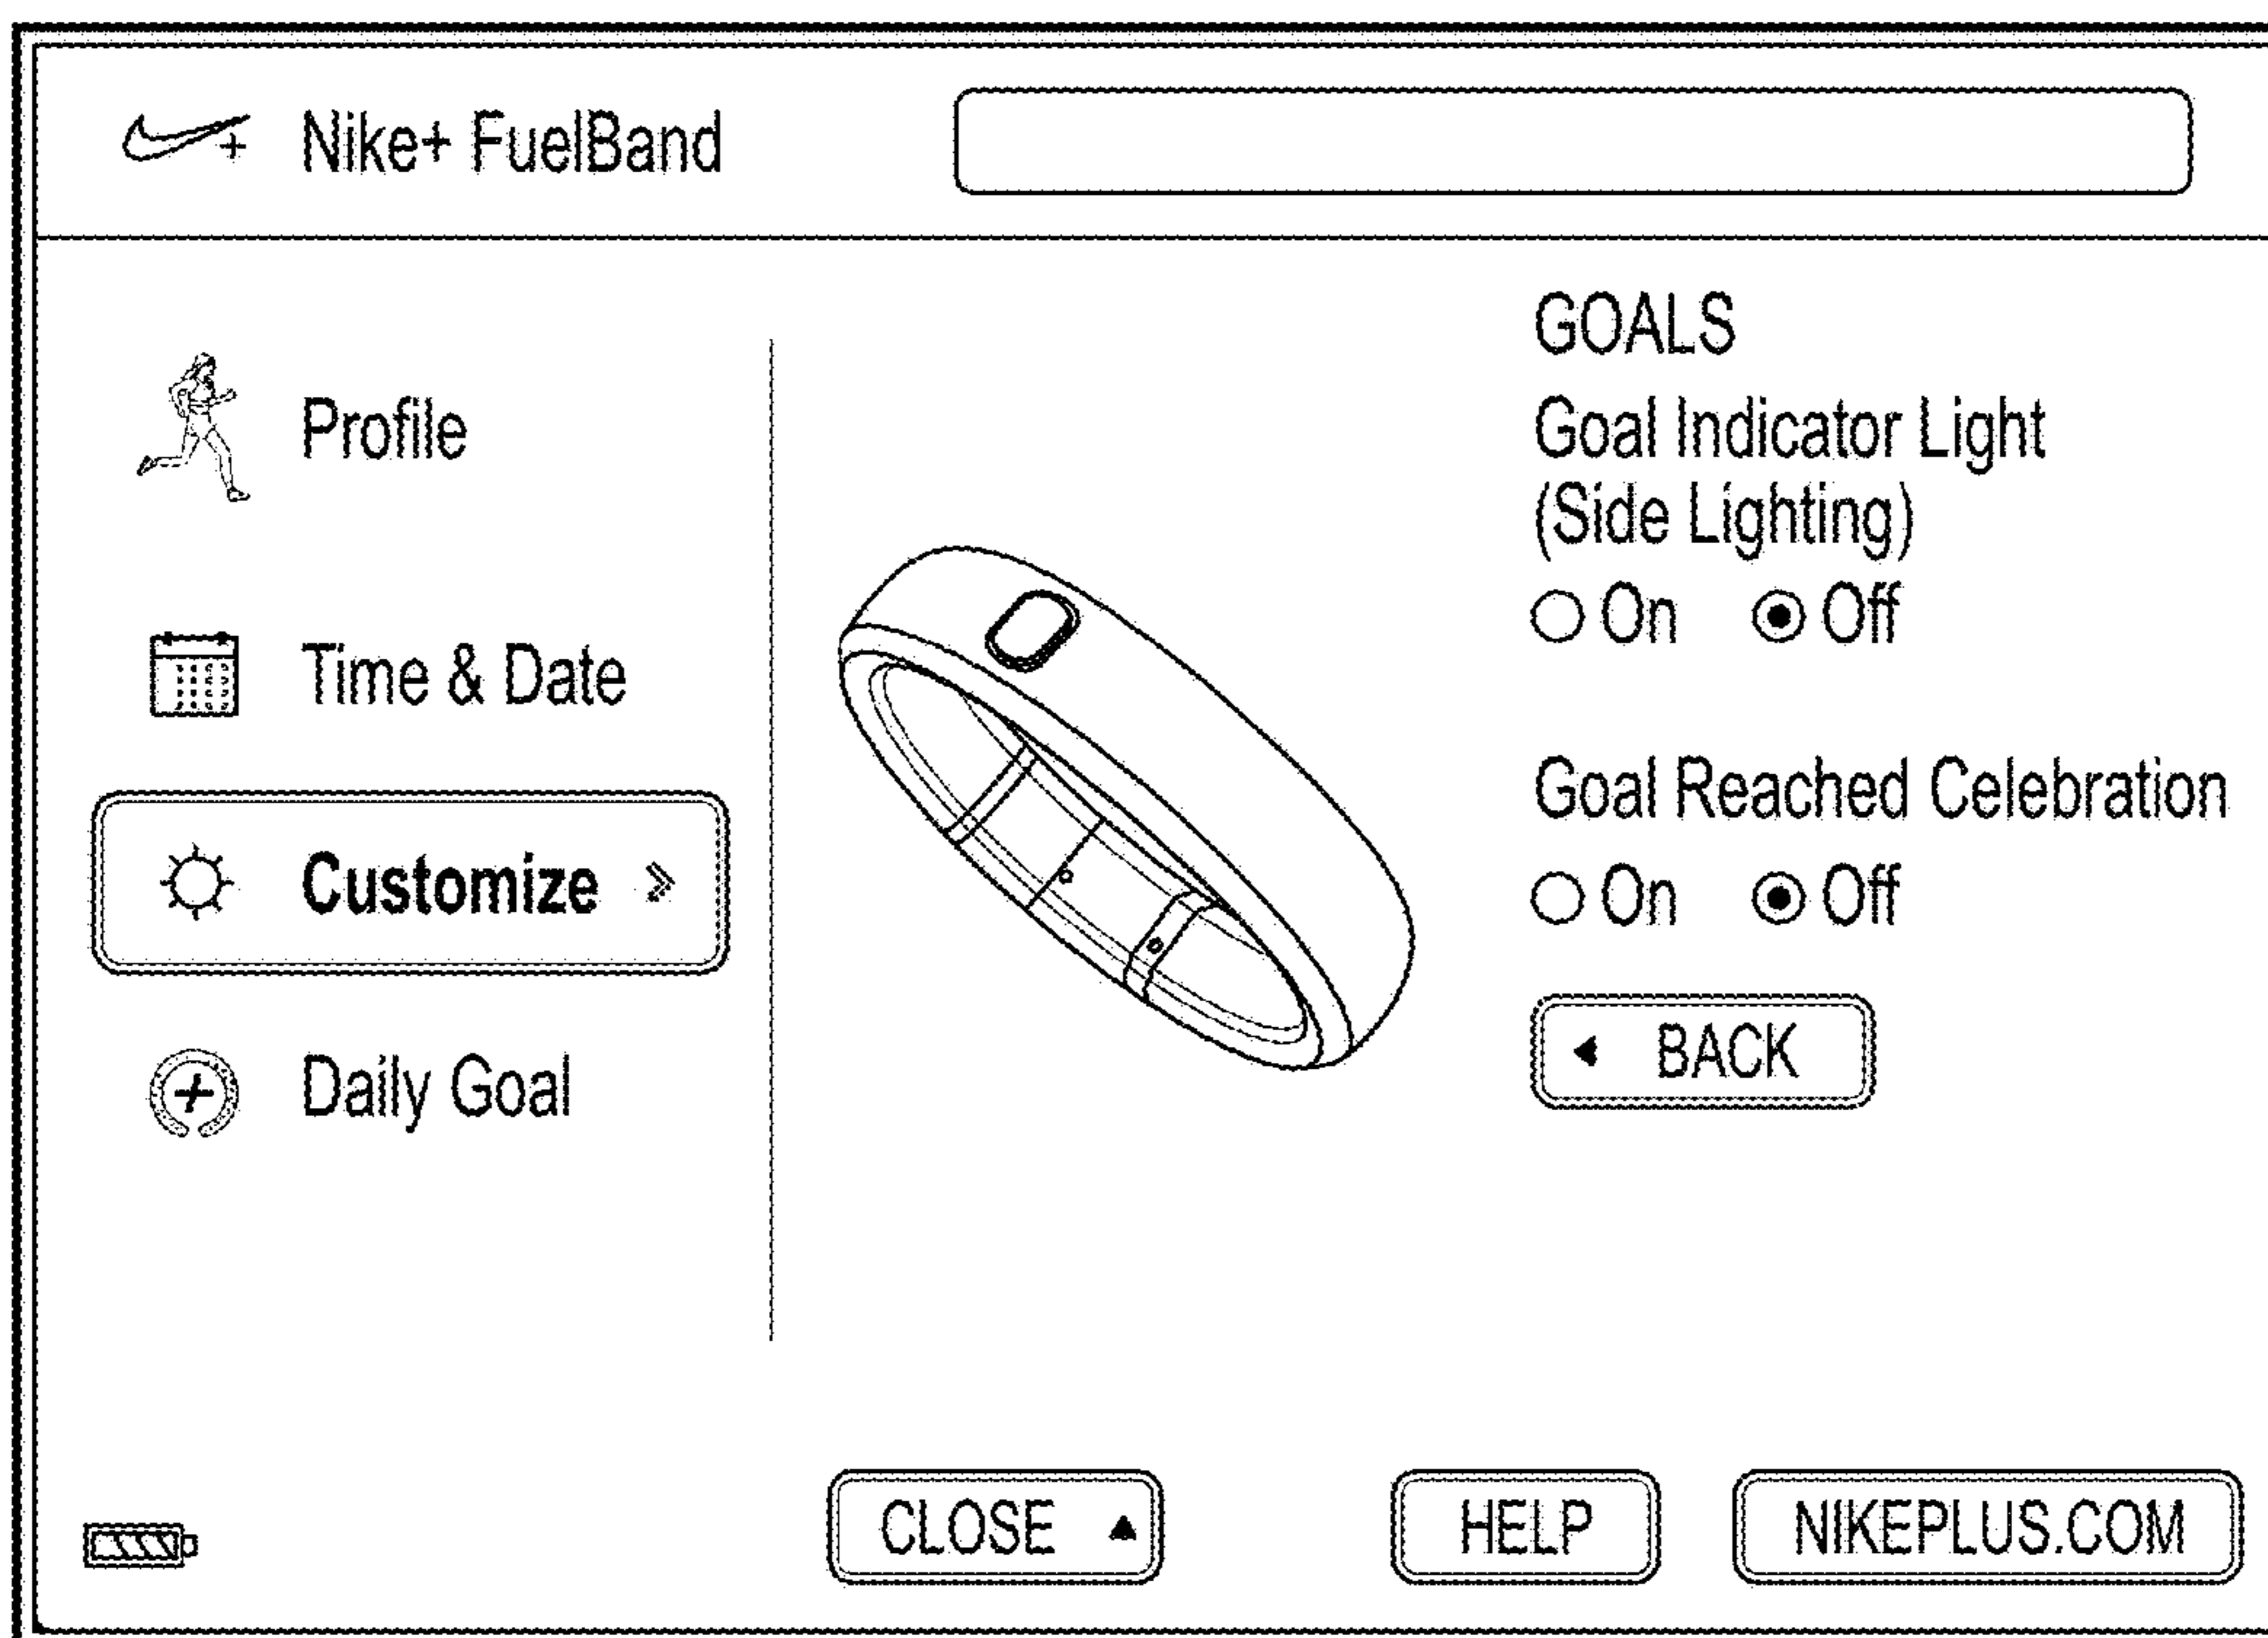 Nike+ FuelBand
Profile
Time & Date
Customize »
Daily Goal
GOALS
Goal Indicator Light
(Side Lighting)
On Off
Goal Reached Celebration
On Off
BACK
CLOSE
HELP
NIKEPLUS.COM